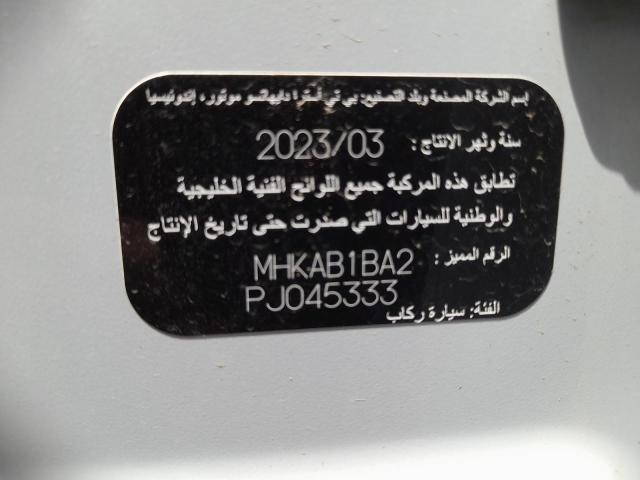 إسم الشركة المصنعة وبلد التصنيع: بي تي أسترا دايهاتسو موتور، إندونيسيا
سنة وشهر الانتاج : 2023/03
تطابق هذه المركبة جميع اللوائح الفنية الخليجية
والوطنية للسيارات التي صدرت حتى تاريخ الإنتاج
الرقم المميز : MHKAB1BA2
PJ045333
الفئة: سيارة ركاب